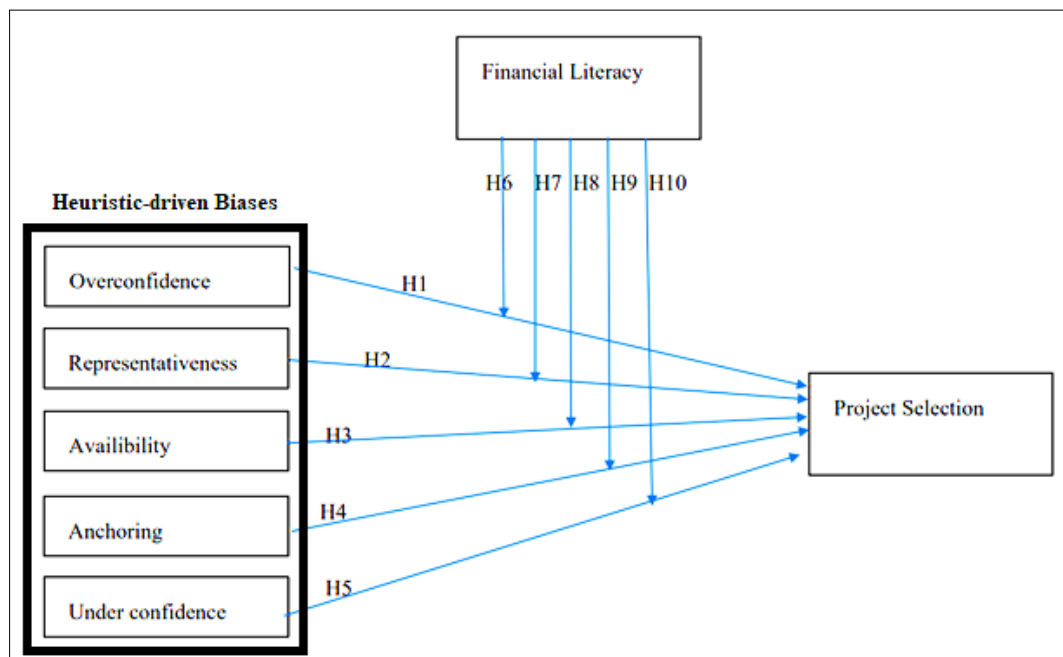 Financial Literacy
H6 H7 H8 H9 H10
Heuristic-driven Biases
Overconfidence
H1
Representativeness
H2
Project Selection
Availibility
H3
Anchoring
H4
Under confidence
H5